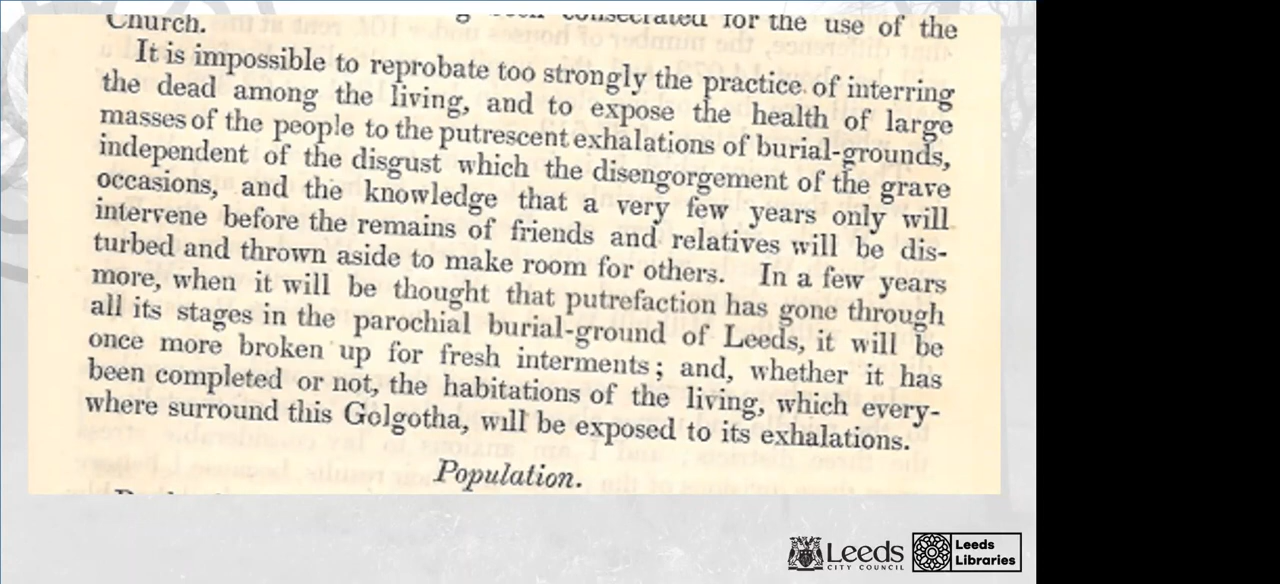 consecrated for the use of the
Church.
It is impossible to reprobate too strongly the practice of interring
the dead among the living, and to expose the health of large
masses of the people to the putrescent exhalations of burial-grounds,
independent of the disgust which the disengorgement of the grave
occasions, and the knowledge that a very few years only will
intervene before the remains of friends and relatives will be dis-
turbed and thrown aside to make room for others. In a few years
more, when it will be thought that putrefaction has gone through
all its stages in the parochial burial-ground of Leeds, it will be
once more broken up for fresh interments; and, whether it has
been completed or not, the habitations of the living, which every-
where surround this Golgotha, will be exposed to its exhalations.
Population.
Leeds
CITY COUNCIL
Leeds
Libraries